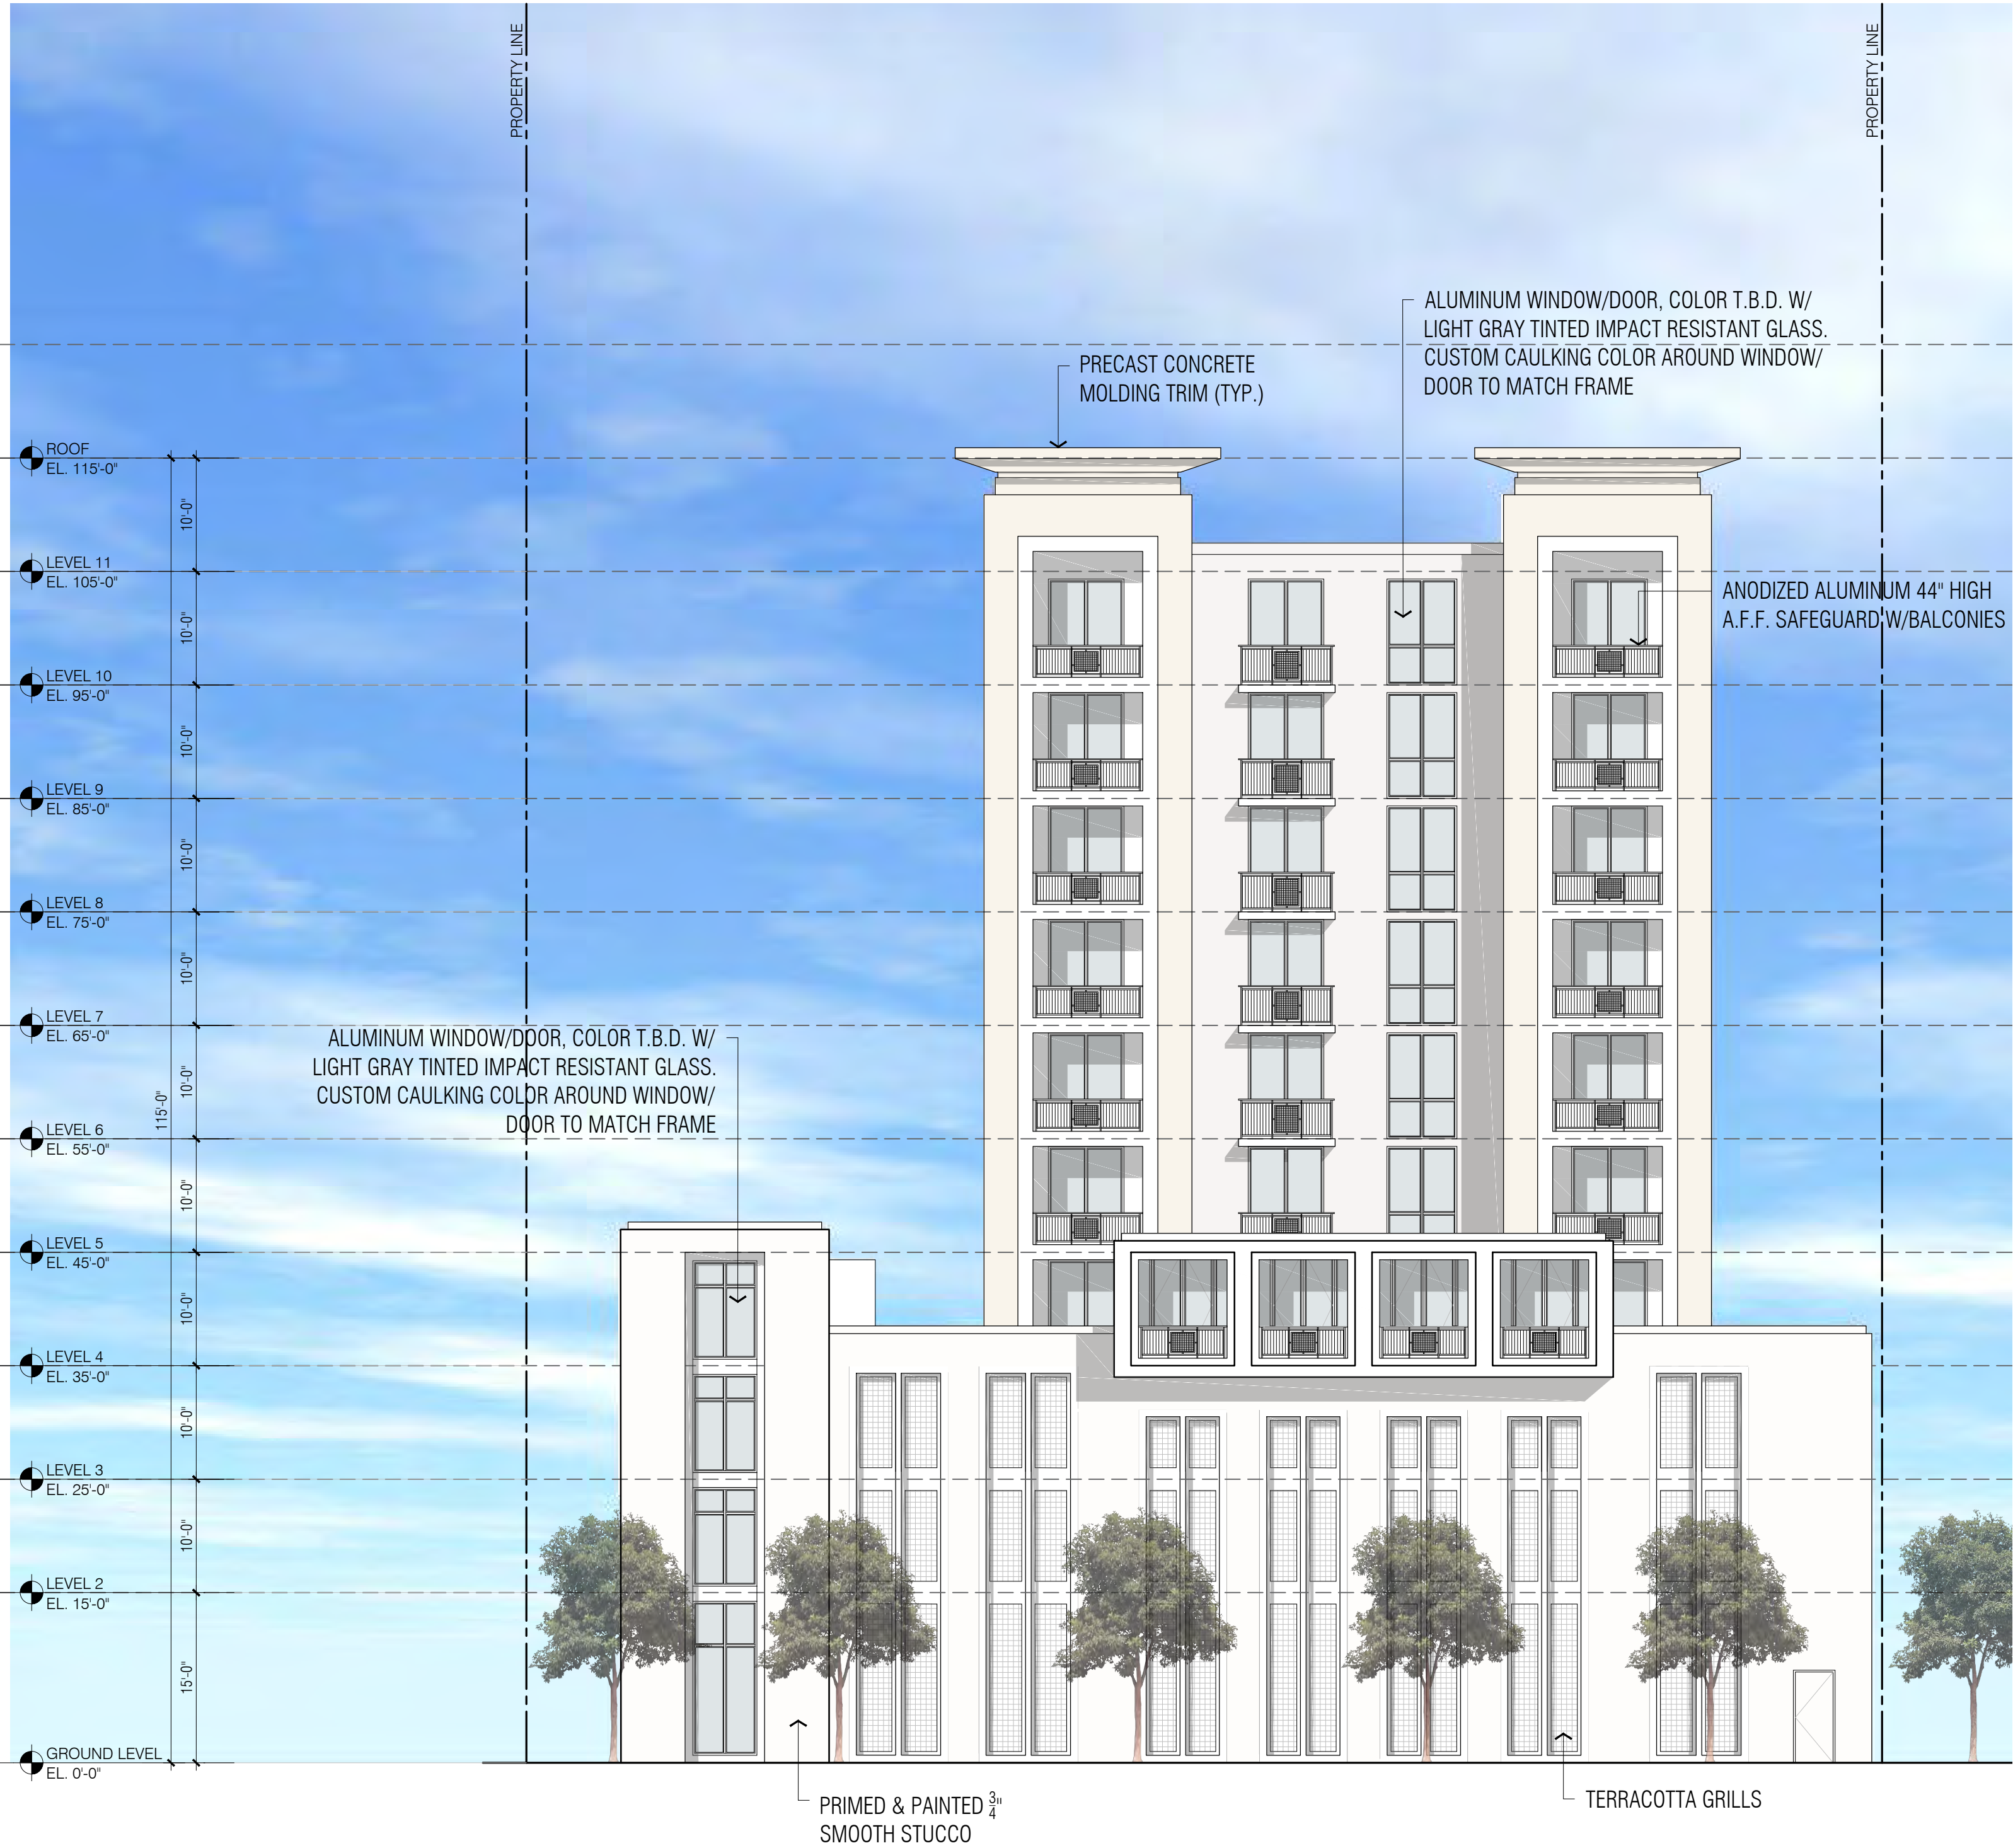 PROPERTY LINE
PROPERTY LINE
ALUMINUM WINDOW/DOOR, COLOR T.B.D. W/
LIGHT GRAY TINTED IMPACT RESISTANT GLASS.
CUSTOM CAULKING COLOR AROUND WINDOW/
DOOR TO MATCH FRAME
PRECAST CONCRETE
MOLDING TRIM (TYP.)
ROOF
EL. 115'-0"
10'-0"
LEVEL 11
EL. 105'-0"
ANODIZED ALUMINUM 44" HIGH
A.F.F. SAFEGUARD W/BALCONIES
10'-0"
LEVEL 10
EL. 95'-0"
10'-0"
LEVEL 9
EL. 85'-0"
10'-0"
LEVEL 8
EL. 75'-0"
10'-0"
LEVEL 7
EL. 65'-0"
ALUMINUM WINDOW/DOOR, COLOR T.B.D. W/
LIGHT GRAY TINTED IMPACT RESISTANT GLASS.
CUSTOM CAULKING COLOR AROUND WINDOW/
DOOR TO MATCH FRAME
10'-0"
115'-0"
LEVEL 6
EL. 55'-0"
10'-0"
LEVEL 5
EL. 45'-0"
10'-0"
LEVEL 4
EL. 35'-0"
10'-0"
LEVEL 3
EL. 25'-0"
10'-0"
LEVEL 2
EL. 15'-0"
15'-0"
GROUND LEVEL
EL. 0'-0"
PRIMED & PAINTED 3/4"
SMOOTH STUCCO
TERRACOTTA GRILLS